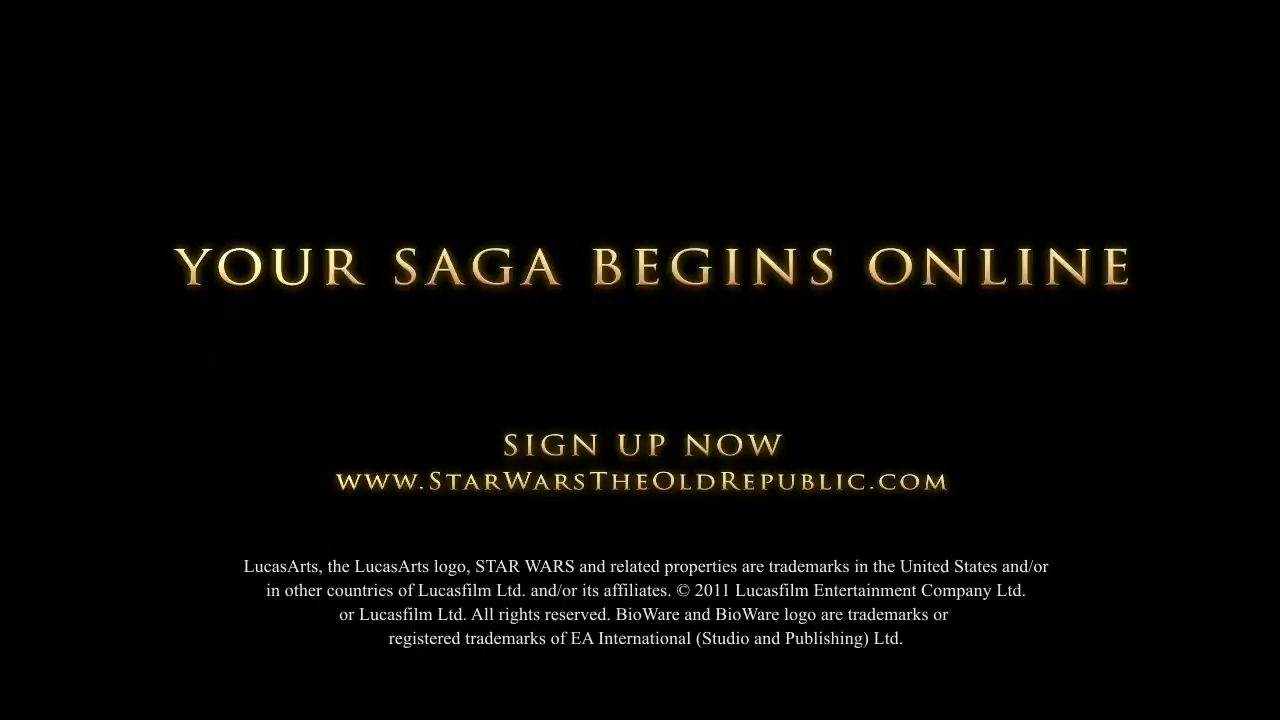 YOUR SAGA BEGINS ONLINE
SIGN UP NOW
www.StarWarsTheOldRepublic.com
LucasArts, the LucasArts logo, STAR WARS and related properties are trademarks in the United States and/or
in other countries of Lucasfilm Ltd. and/or its affiliates. © 2011 Lucasfilm Entertainment Company Ltd.
or Lucasfilm Ltd. All rights reserved. BioWare and BioWare logo are trademarks or
registered trademarks of EA International (Studio and Publishing) Ltd.